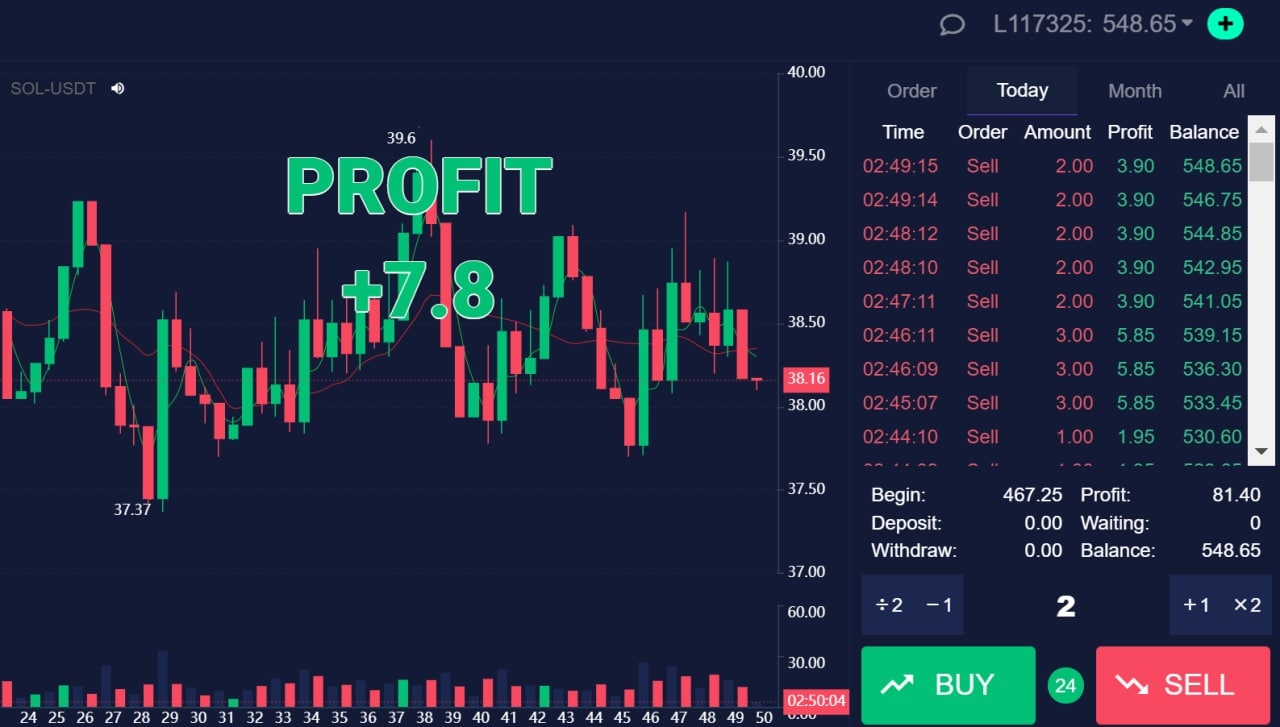 L117325: 548.65
SOL-USDT
40.00
39.50
39.00
38.50
38.16
38.00
37.50
37.00
60.00
30.00
02:50:04
0.00
39.6
37.37
PROFIT
+7.8
24 25 26 27 28 29 30 31 32 33 34 35 36 37 38 39 40 41 42 43 44 45 46 47 48 49 50
Order Today Month All
Time Order Amount Profit Balance
02:49:15 Sell 2.00 3.90 548.65
02:49:14 Sell 2.00 3.90 546.75
02:48:12 Sell 2.00 3.90 544.85
02:48:10 Sell 2.00 3.90 542.95
02:47:11 Sell 2.00 3.90 541.05
02:46:11 Sell 3.00 5.85 539.15
02:46:09 Sell 3.00 5.85 536.30
02:45:07 Sell 3.00 5.85 533.45
02:44:10 Sell 1.00 1.95 530.60
Begin: 467.25 Profit: 81.40
Deposit: 0.00 Waiting: 0
Withdraw: 0.00 Balance: 548.65
÷2 −1 2 +1 ×2
BUY 24 SELL